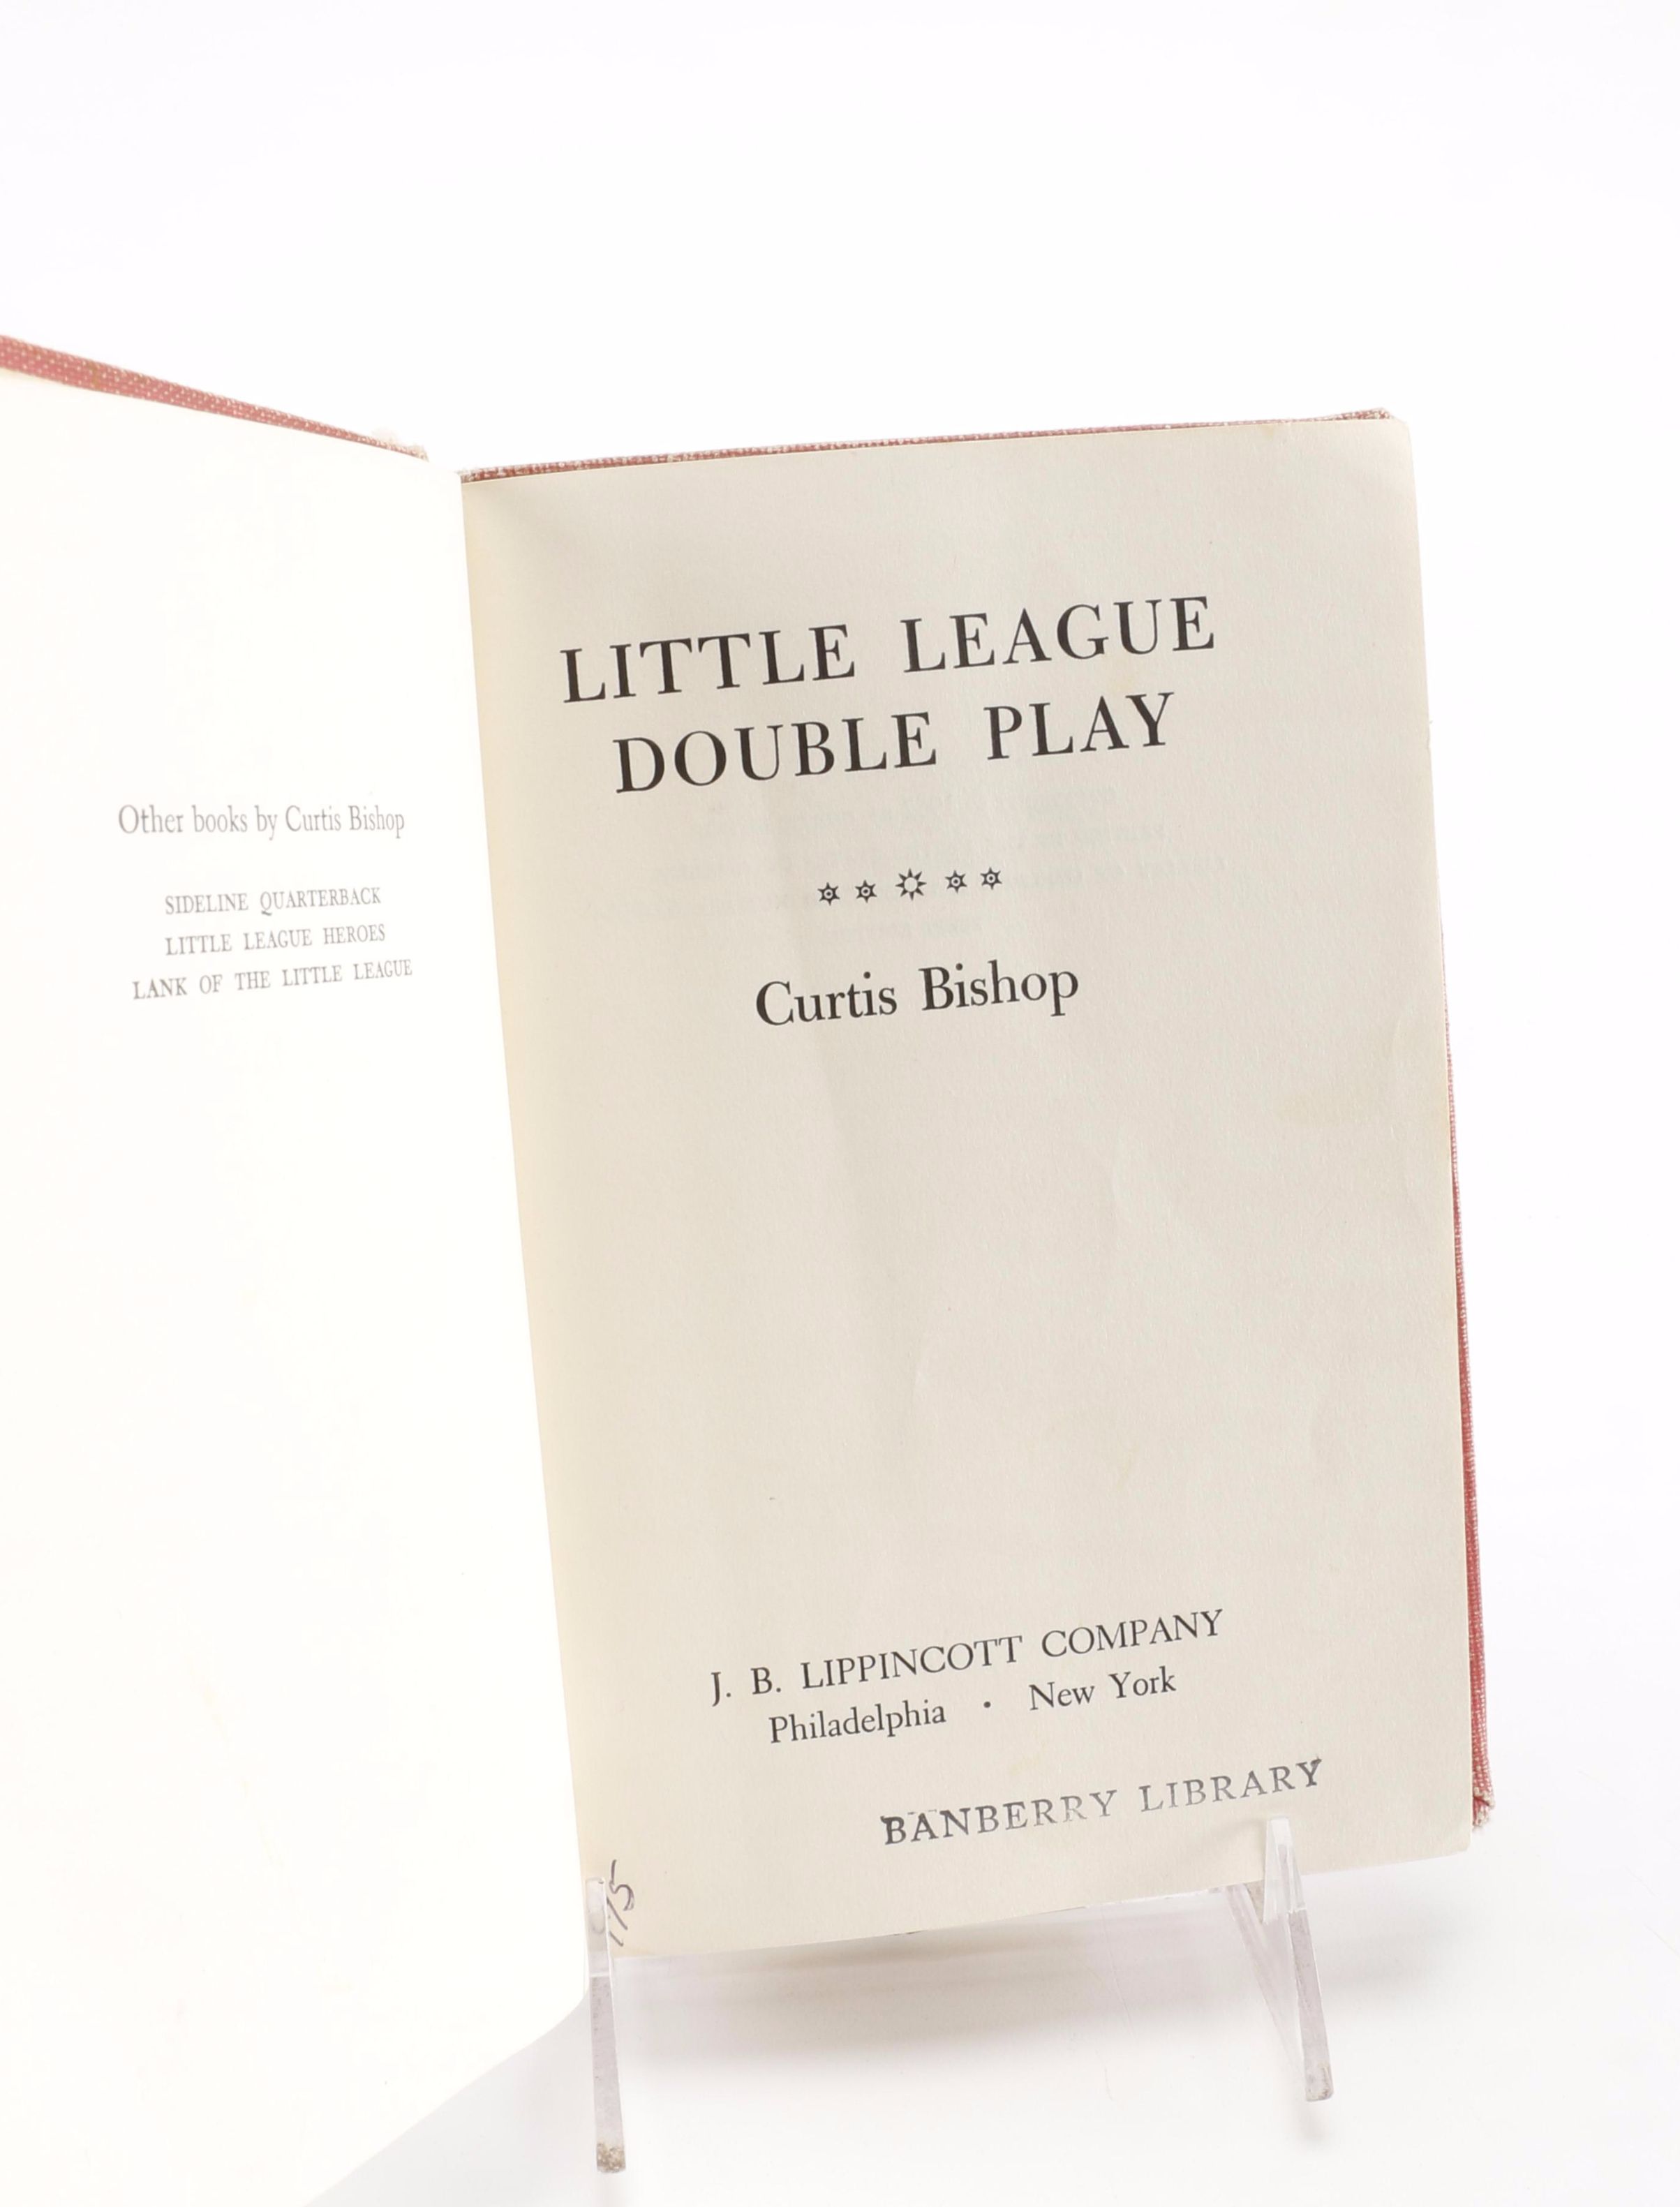 Other books by Curtis Bishop
SIDELINE QUARTERBACK
LITTLE LEAGUE HEROES
LANK OF THE LITTLE LEAGUE
LITTLE LEAGUE
DOUBLE PLAY
Curtis Bishop
J. B. LIPPINCOTT COMPANY
Philadelphia · New York
BANBERRY LIBRARY